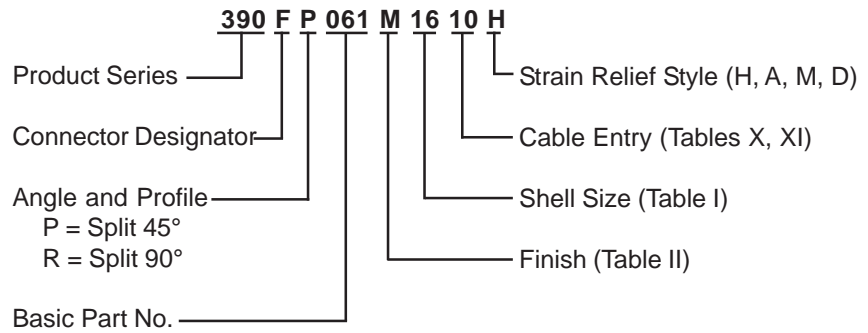 390 F P 061 M 16 10 H
Product Series
Connector Designator
Angle and Profile
P = Split 45°
R = Split 90°
Basic Part No.
Strain Relief Style (H, A, M, D)
Cable Entry (Tables X, XI)
Shell Size (Table I)
Finish (Table II)